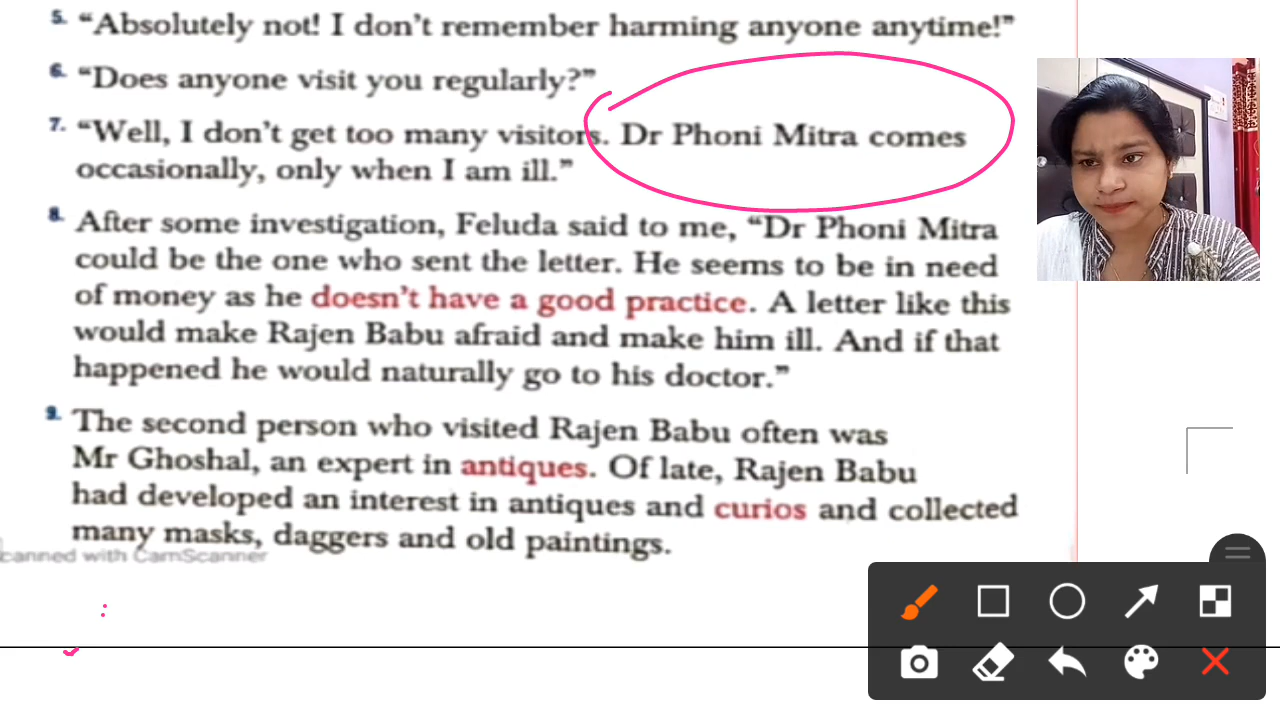 5. “Absolutely not! I don’t remember harming anyone anytime!”
6. “Does anyone visit you regularly?”
7. “Well, I don’t get too many visitors. Dr Phoni Mitra comes
occasionally, only when I am ill.”
8. After some investigation, Feluda said to me, “Dr Phoni Mitra
could be the one who sent the letter. He seems to be in need
of money as he doesn’t have a good practice. A letter like this
would make Rajen Babu afraid and make him ill. And if that
happened he would naturally go to his doctor.”
9. The second person who visited Rajen Babu often was
Mr Ghoshal, an expert in antiques. Of late, Rajen Babu
had developed an interest in antiques and curios and collected
many masks, daggers and old paintings.
canned with CamScanner